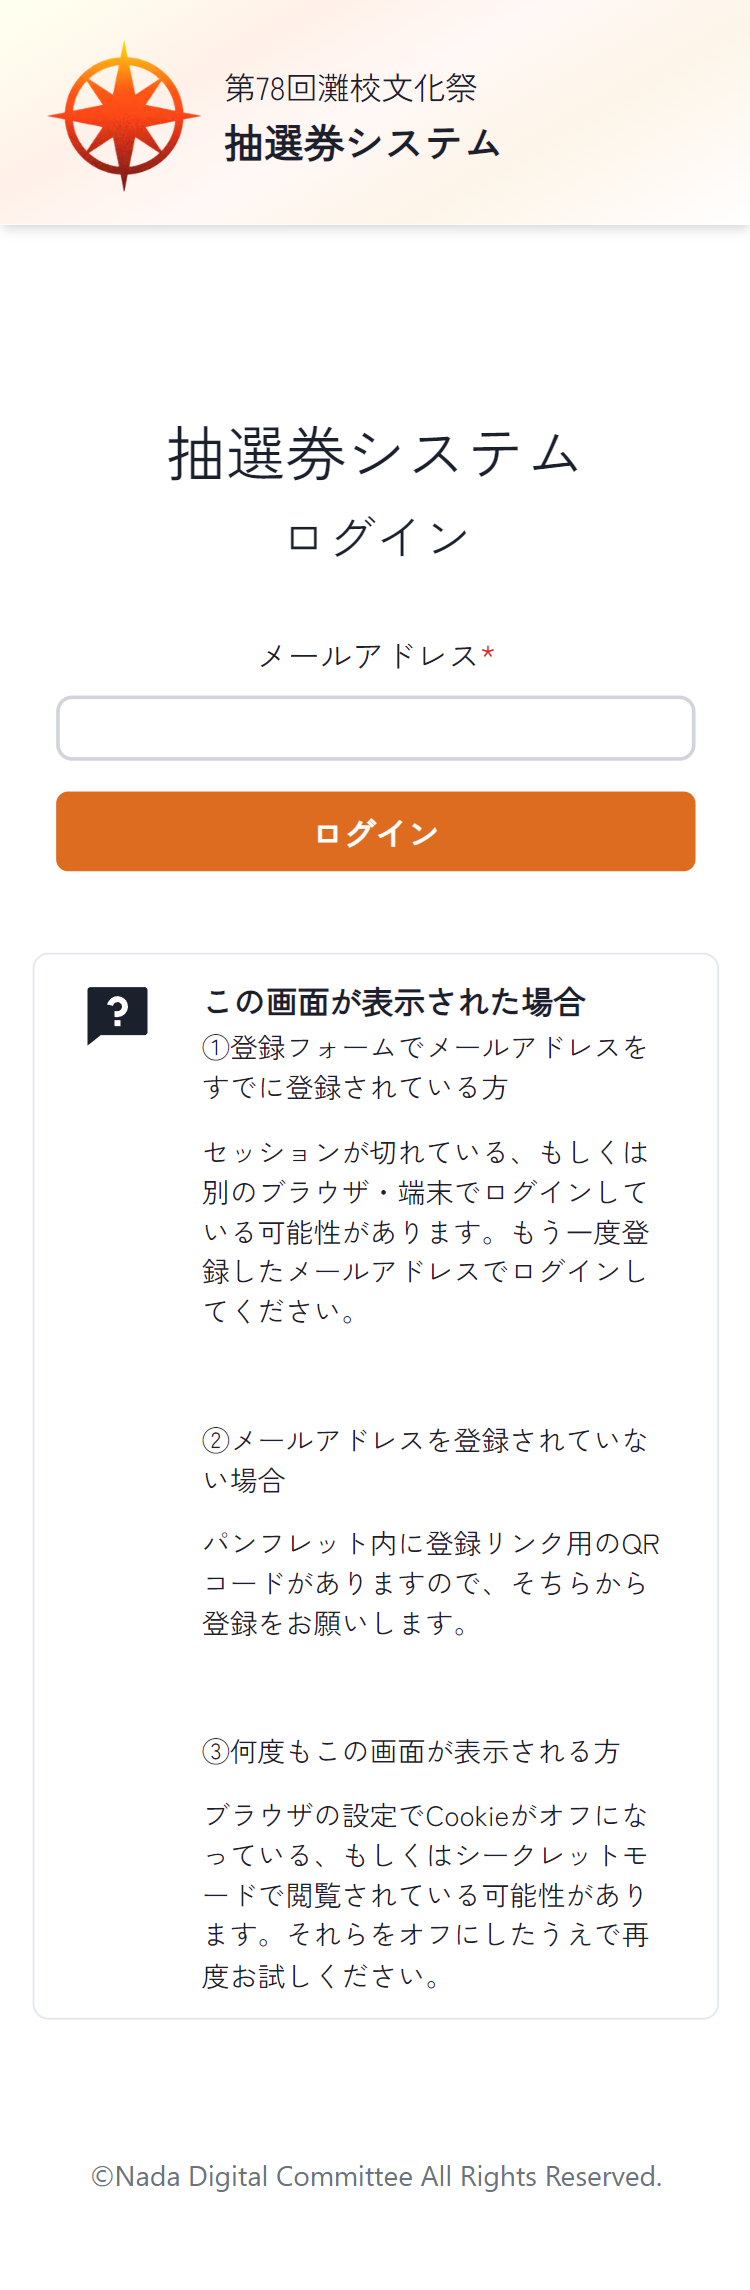 第78回灘校文化祭
抽選券システム
抽選券システム
ログイン
メールアドレス*
ログイン
この画面が表示された場合
①登録フォームでメールアドレスを
すでに登録されている方
セッションが切れている、もしくは
別のブラウザ・端末でログインして
いる可能性があります。もう一度登
録したメールアドレスでログインし
てください。
②メールアドレスを登録されていな
い場合
パンフレット内に登録リンク用のQR
コードがありますので、そちらから
登録をお願いします。
③何度もこの画面が表示される方
ブラウザの設定でCookieがオフにな
っている、もしくはシークレットモ
ードで閲覧されている可能性があり
ます。それらをオフにしたうえで再
度お試しください。
©Nada Digital Committee All Rights Reserved.